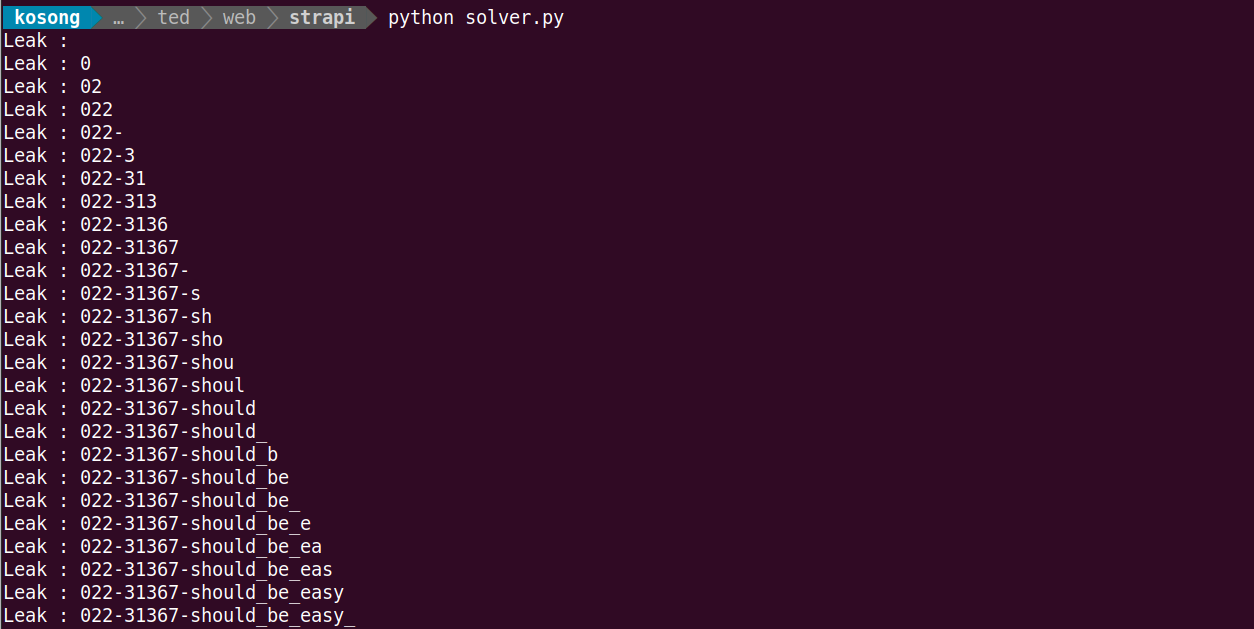 kosong … ted web strapi python solver.py
Leak :
Leak : 0
Leak : 02
Leak : 022
Leak : 022-
Leak : 022-3
Leak : 022-31
Leak : 022-313
Leak : 022-3136
Leak : 022-31367
Leak : 022-31367-
Leak : 022-31367-s
Leak : 022-31367-sh
Leak : 022-31367-sho
Leak : 022-31367-shou
Leak : 022-31367-shoul
Leak : 022-31367-should
Leak : 022-31367-should_
Leak : 022-31367-should_b
Leak : 022-31367-should_be
Leak : 022-31367-should_be_
Leak : 022-31367-should_be_e
Leak : 022-31367-should_be_ea
Leak : 022-31367-should_be_eas
Leak : 022-31367-should_be_easy
Leak : 022-31367-should_be_easy_